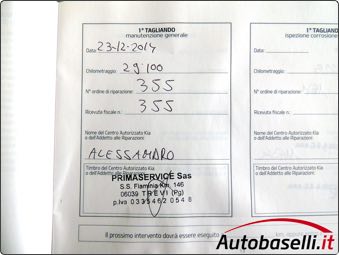 1° TAGLIANDO
manutenzione generale
Data: 23-12-2014
Chilometraggio: 29.100
N° ordine di riparazione: 355
Ricevuta fiscale n.: 355
Nome del Centro Autorizzato Kia
o dell'Addetto alle Riparazioni:
ALESSANDRO
Timbro del Centro Autorizzato Kia
o dell'Addetto alle Riparazioni:
PRIMASERVICE Sas
S.S. Flaminia Km. 146
06039 TREVI (Pg)
p.Iva 0335462054 8
Il prossimo intervento dovrà essere eseguito
1° TAGLIANDO
ispezione corrosione
Data:
Chilometraggio:
N° ordine di riparazione:
Ricevuta fiscale n.:
Nome del Centro Autorizzato
o dell'Addetto alle Riparazioni
Timbro del Centro Autorizzato
o dell'Addetto alle Riparazioni
Autobaselli.it